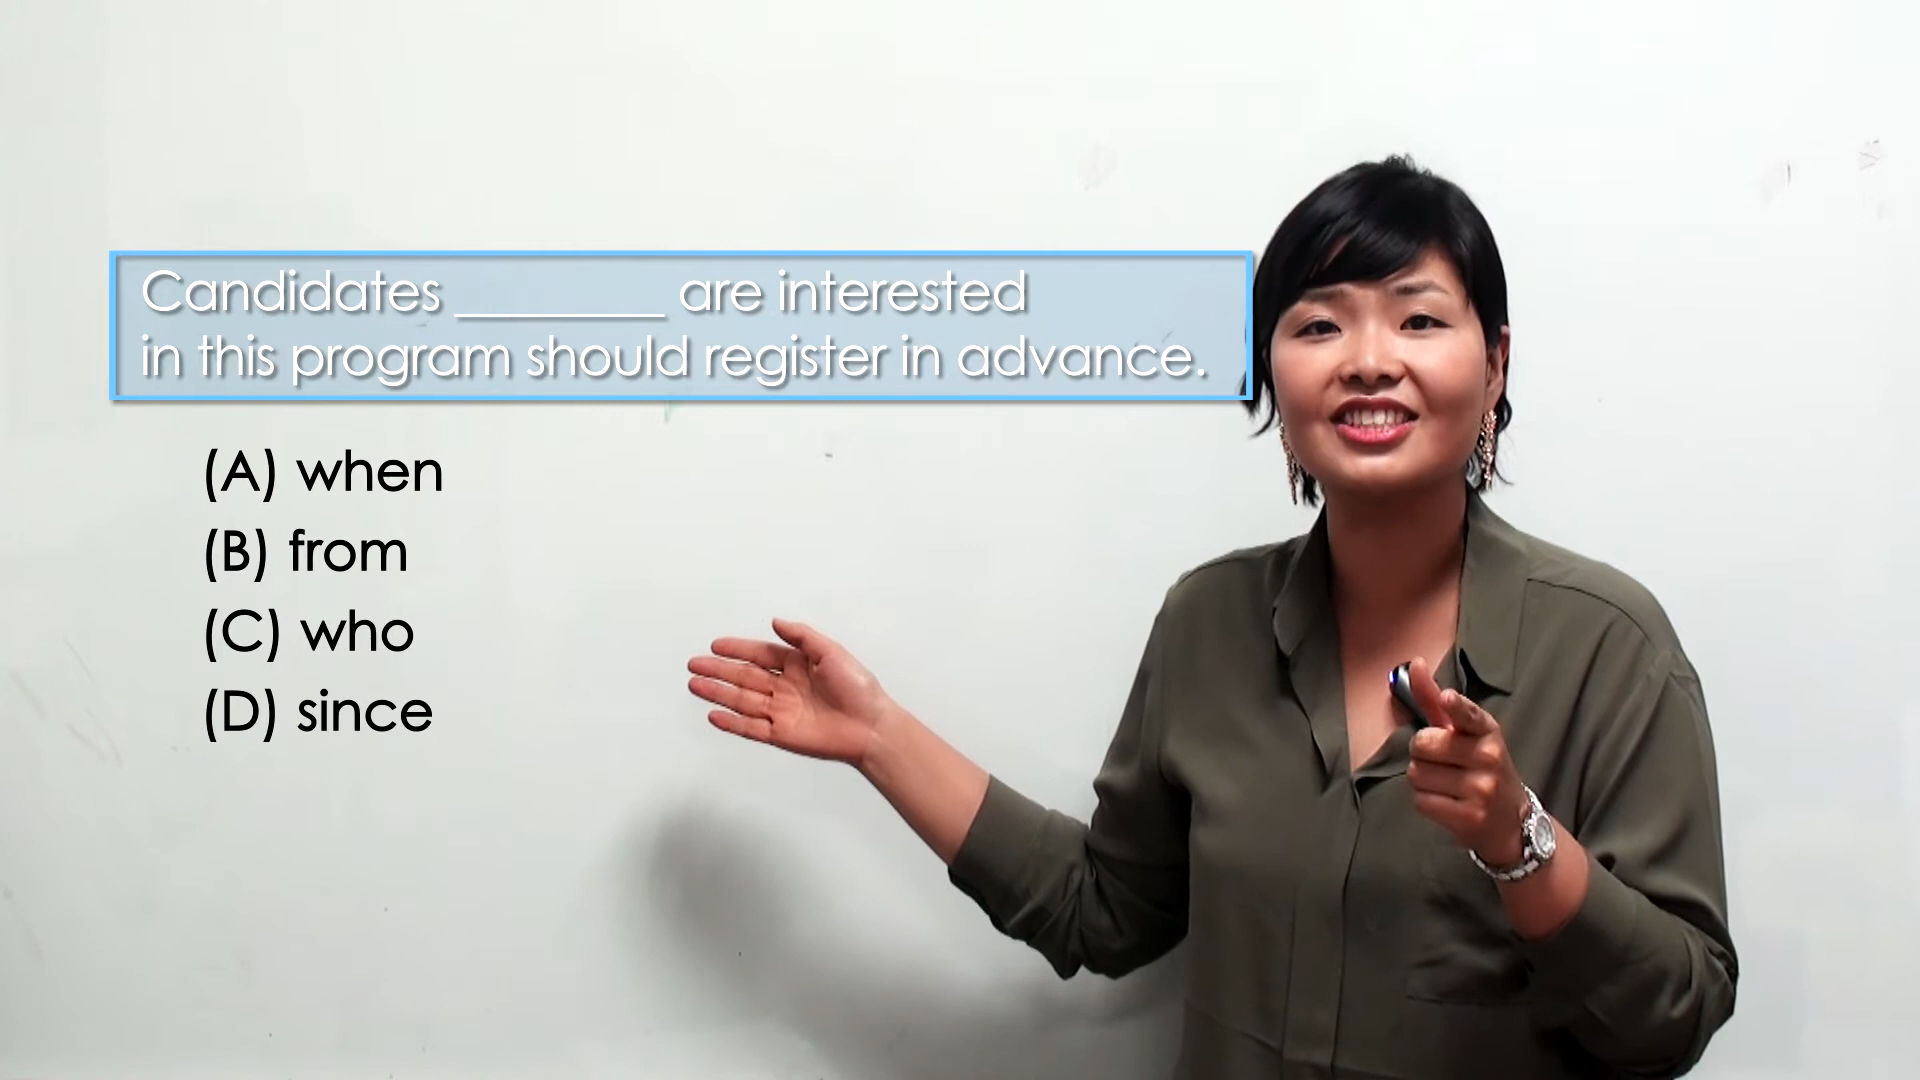 Candidates ________ are interested
in this program should register in advance.
(A) when
(B) from
(C) who
(D) since